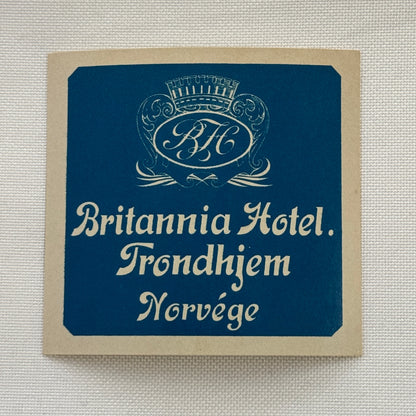 BH
Britannia Hotel.
Trondhjem
Norvége